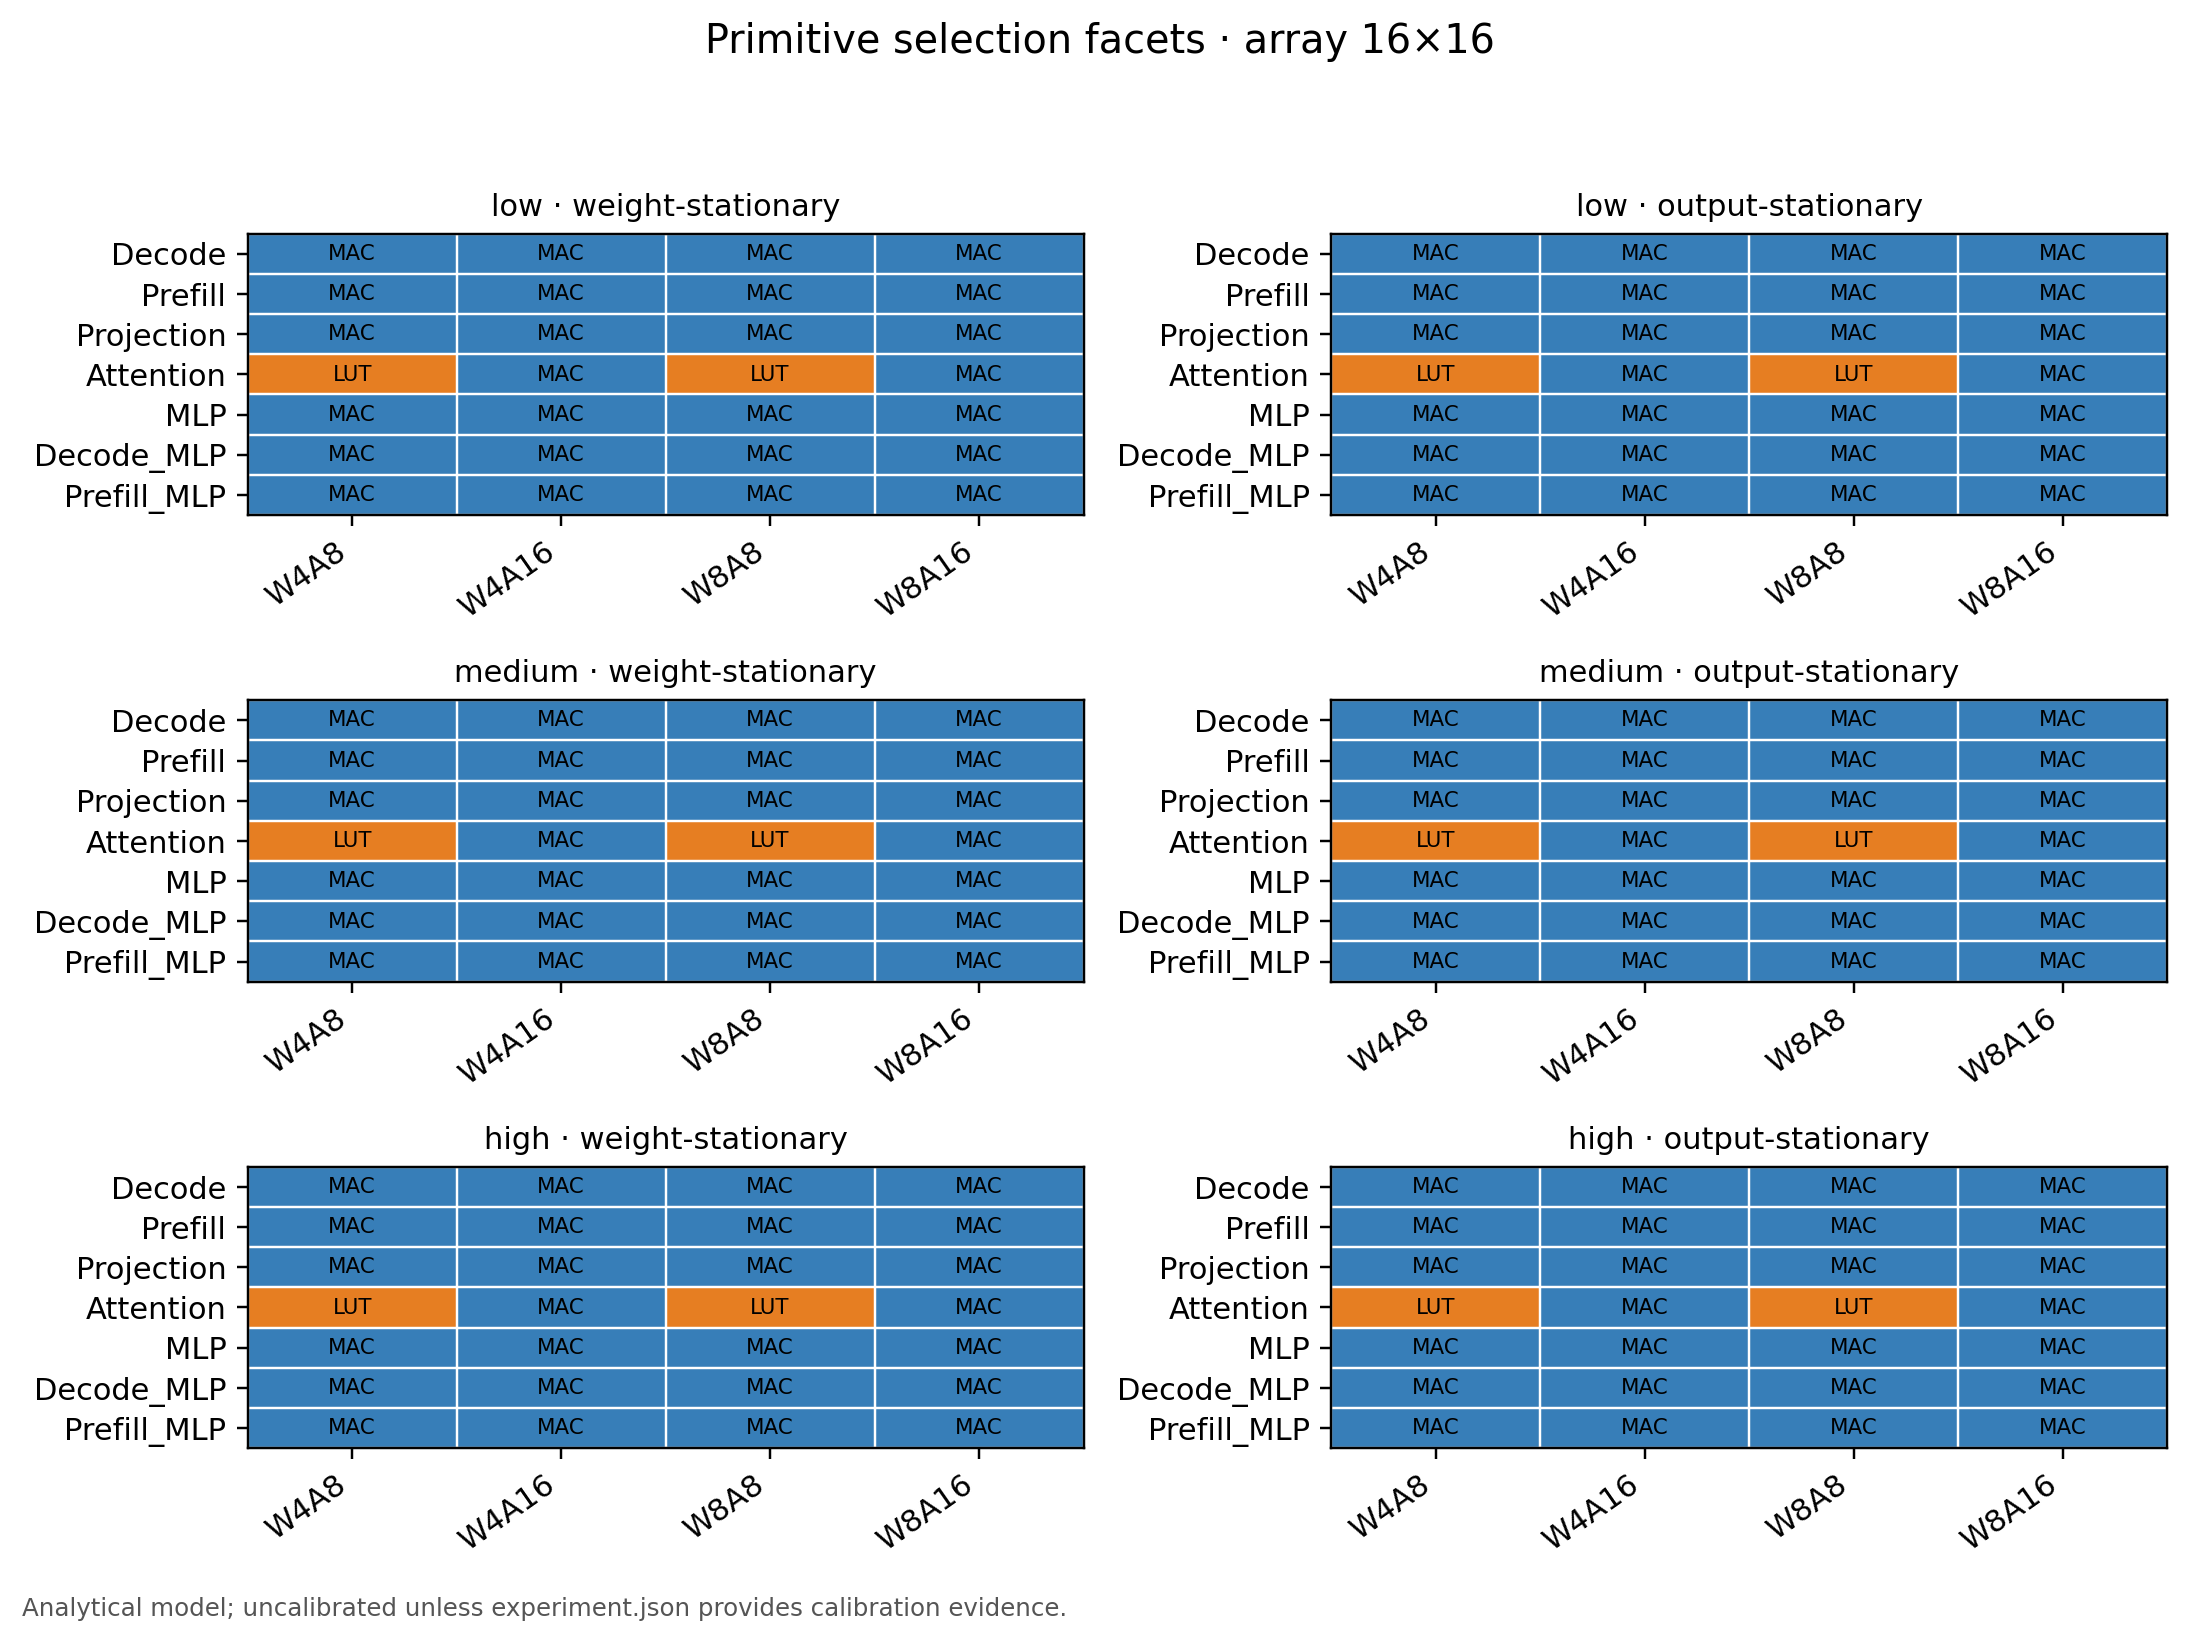 Primitive selection facets · array 16×16
low · weight-stationary
Decode MAC MAC MAC MAC
Prefill MAC MAC MAC MAC
Projection MAC MAC MAC MAC
Attention LUT MAC LUT MAC
MLP MAC MAC MAC MAC
Decode_MLP MAC MAC MAC MAC
Prefill_MLP MAC MAC MAC MAC
W4A8 W4A16 W8A8 W8A16
low · output-stationary
Decode MAC MAC MAC MAC
Prefill MAC MAC MAC MAC
Projection MAC MAC MAC MAC
Attention LUT MAC LUT MAC
MLP MAC MAC MAC MAC
Decode_MLP MAC MAC MAC MAC
Prefill_MLP MAC MAC MAC MAC
W4A8 W4A16 W8A8 W8A16
medium · weight-stationary
Decode MAC MAC MAC MAC
Prefill MAC MAC MAC MAC
Projection MAC MAC MAC MAC
Attention LUT MAC LUT MAC
MLP MAC MAC MAC MAC
Decode_MLP MAC MAC MAC MAC
Prefill_MLP MAC MAC MAC MAC
W4A8 W4A16 W8A8 W8A16
medium · output-stationary
Decode MAC MAC MAC MAC
Prefill MAC MAC MAC MAC
Projection MAC MAC MAC MAC
Attention LUT MAC LUT MAC
MLP MAC MAC MAC MAC
Decode_MLP MAC MAC MAC MAC
Prefill_MLP MAC MAC MAC MAC
W4A8 W4A16 W8A8 W8A16
high · weight-stationary
Decode MAC MAC MAC MAC
Prefill MAC MAC MAC MAC
Projection MAC MAC MAC MAC
Attention LUT MAC LUT MAC
MLP MAC MAC MAC MAC
Decode_MLP MAC MAC MAC MAC
Prefill_MLP MAC MAC MAC MAC
W4A8 W4A16 W8A8 W8A16
high · output-stationary
Decode MAC MAC MAC MAC
Prefill MAC MAC MAC MAC
Projection MAC MAC MAC MAC
Attention LUT MAC LUT MAC
MLP MAC MAC MAC MAC
Decode_MLP MAC MAC MAC MAC
Prefill_MLP MAC MAC MAC MAC
W4A8 W4A16 W8A8 W8A16
Analytical model; uncalibrated unless experiment.json provides calibration evidence.